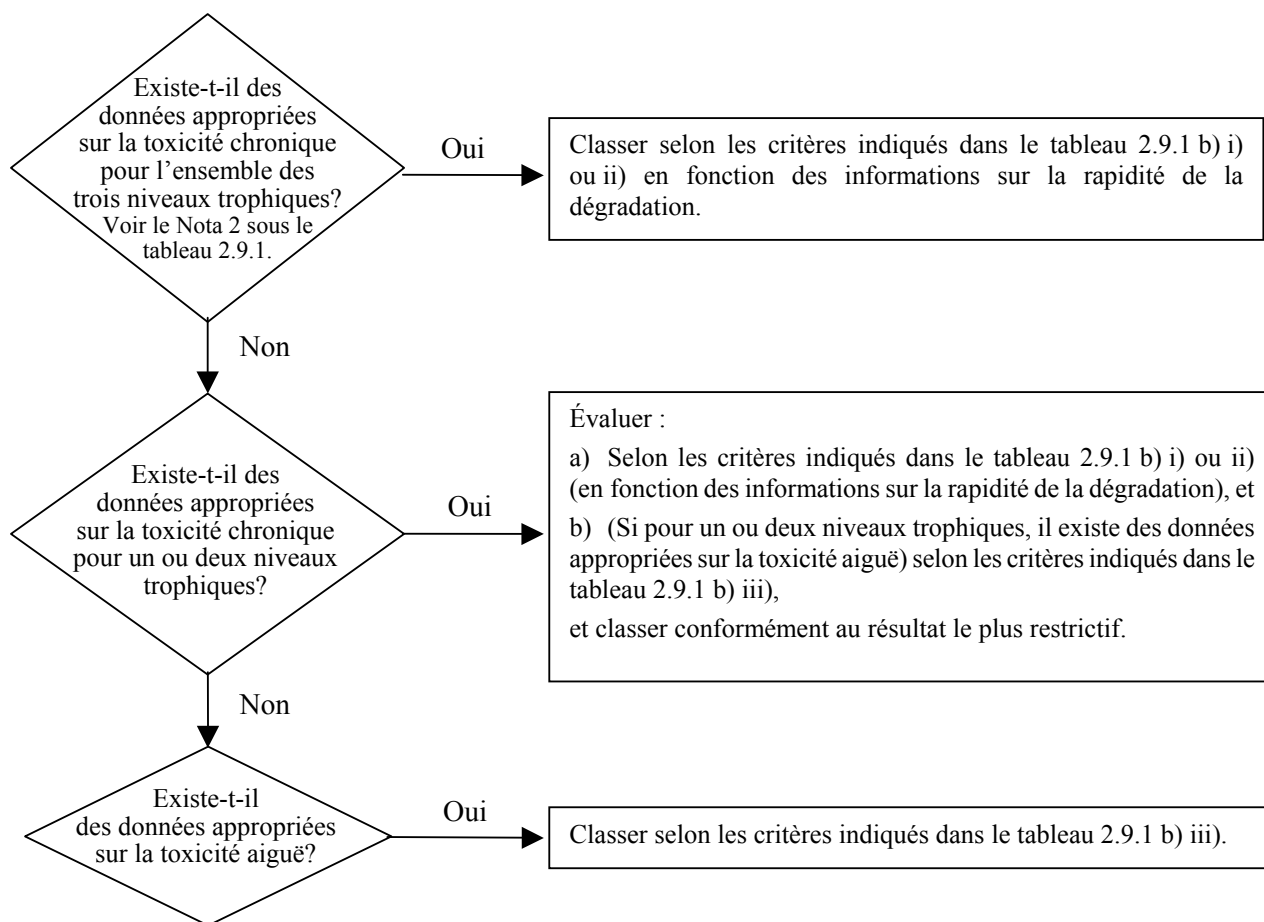 Existe-t-il des
données appropriées
sur la toxicité chronique
pour l'ensemble des
trois niveaux trophiques?
Voir le Nota 2 sous le
tableau 2.9.1.
Oui
Classer selon les critères indiqués dans le tableau 2.9.1 b) i)
ou ii) en fonction des informations sur la rapidité de la
dégradation.
Non
Existe-t-il des
données appropriées
sur la toxicité chronique
pour un ou deux niveaux
trophiques?
Oui
Évaluer :
a) Selon les critères indiqués dans le tableau 2.9.1 b) i) ou ii)
(en fonction des informations sur la rapidité de la dégradation), et
b) (Si pour un ou deux niveaux trophiques, il existe des données
appropriées sur la toxicité aiguë) selon les critères indiqués dans le
tableau 2.9.1 b) iii),
et classer conformément au résultat le plus restrictif.
Non
Existe-t-il
des données appropriées
sur la toxicité aiguë?
Oui
Classer selon les critères indiqués dans le tableau 2.9.1 b) iii).